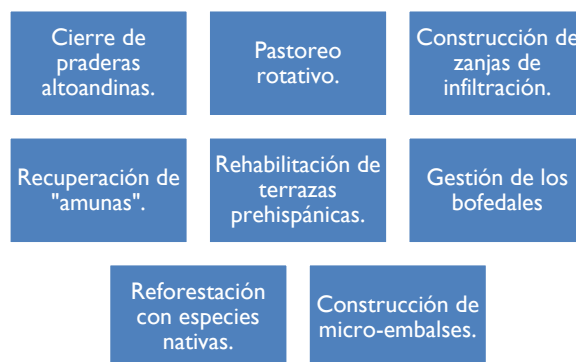 Cierre de
praderas
altoandinas.
Pastoreo
rotativo.
Construcción de
zanjas de
infiltración.
Recuperación de
"amunas".
Rehabilitación de
terrazas
prehispánicas.
Gestión de los
bofedales
Reforestación
con especies
nativas.
Construcción de
micro-embalses.